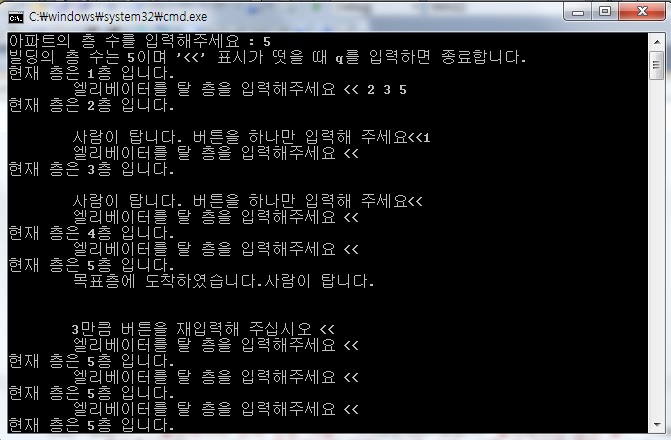 C:₩windows₩system32₩cmd.exe
아파트의 층 수를 입력해주세요 : 5
빌딩의 층 수는 5이며 '<<' 표시가 떳을 때 q를 입력하면 종료합니다.
현재 층은 1층 입니다.
엘리베이터를 탈 층을 입력해주세요 << 2 3 5
현재 층은 2층 입니다.
사람이 탑니다. 버튼을 하나만 입력해 주세요<<1
엘리베이터를 탈 층을 입력해주세요 <<
현재 층은 3층 입니다.
사람이 탑니다. 버튼을 하나만 입력해 주세요<<
엘리베이터를 탈 층을 입력해주세요 <<
현재 층은 4층 입니다.
엘리베이터를 탈 층을 입력해주세요 <<
현재 층은 5층 입니다.
목표층에 도착하였습니다.사람이 탑니다.
3만큼 버튼을 재입력해 주십시오 <<
엘리베이터를 탈 층을 입력해주세요 <<
현재 층은 5층 입니다.
엘리베이터를 탈 층을 입력해주세요 <<
현재 층은 5층 입니다.
엘리베이터를 탈 층을 입력해주세요 <<
현재 층은 5층 입니다.